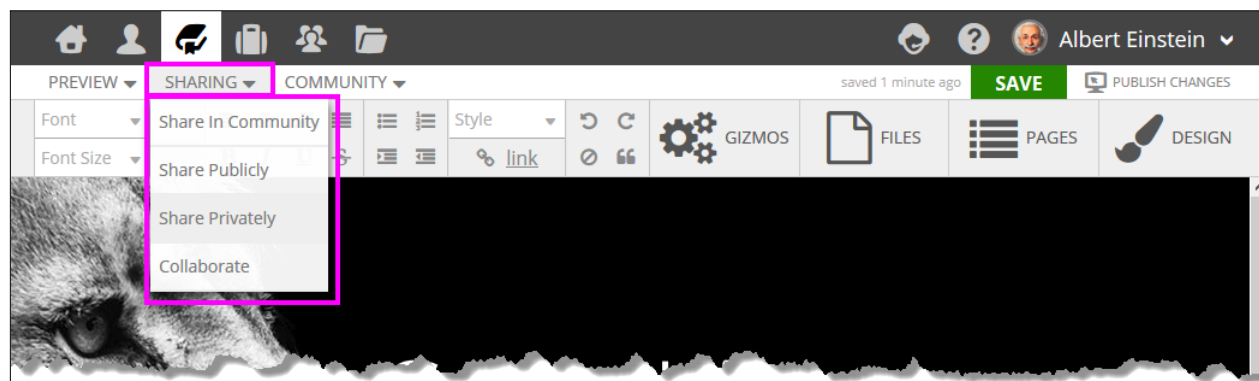 Albert Einstein
PREVIEW SHARING COMMUNITY saved 1 minute ago SAVE PUBLISH CHANGES
Font Share In Community Style GIZMOS FILES PAGES DESIGN
Font Size Share Publicly link
Share Privately
Collaborate